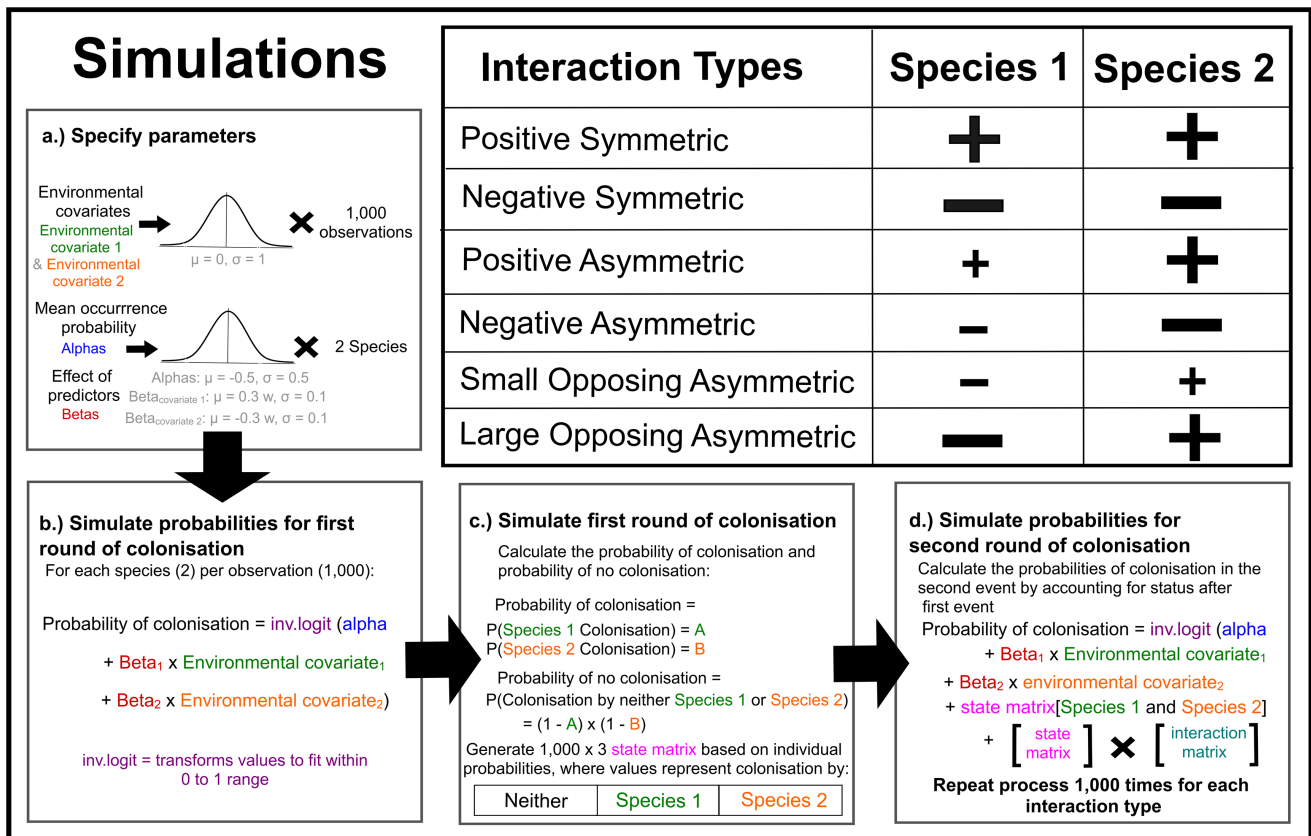 Simulations
a.) Specify parameters
Environmental
covariates
Environmental
covariate 1
& Environmental
covariate 2
μ = 0, σ = 1
1,000
observations
Mean occurrrence
probability
Alphas
2 Species
Effect of
predictors
Betas
Alphas: μ = -0.5, σ = 0.5
Beta covariate 1: μ = 0.3 w, σ = 0.1
Beta covariate 2: μ = -0.3 w, σ = 0.1
Interaction Types Species 1 Species 2
Positive Symmetric + +
Negative Symmetric - -
Positive Asymmetric + +
Negative Asymmetric - -
Small Opposing Asymmetric - +
Large Opposing Asymmetric - +
b.) Simulate probabilities for first
round of colonisation
For each species (2) per observation (1,000):
Probability of colonisation = inv.logit (alpha
+ Beta₁ x Environmental covariate₁
+ Beta₂ x Environmental covariate₂)
inv.logit = transforms values to fit within
0 to 1 range
c.) Simulate first round of colonisation
Calculate the probability of colonisation and
probability of no colonisation:
Probability of colonisation =
P(Species 1 Colonisation) = A
P(Species 2 Colonisation) = B
Probability of no colonisation =
P(Colonisation by neither Species 1 or Species 2)
= (1 - A) x (1 - B)
Generate 1,000 x 3 state matrix based on individual
probabilities, where values represent colonisation by:
Neither Species 1 Species 2
d.) Simulate probabilities for
second round of colonisation
Calculate the probabilities of colonisation in the
second event by accounting for status after
first event
Probability of colonisation = inv.logit (alpha
+ Beta₁ x Environmental covariate₁
+ Beta₂ x environmental covariate₂
+ state matrix[Species 1 and Species 2]
+ [state matrix] × [interaction matrix]
Repeat process 1,000 times for each
interaction type